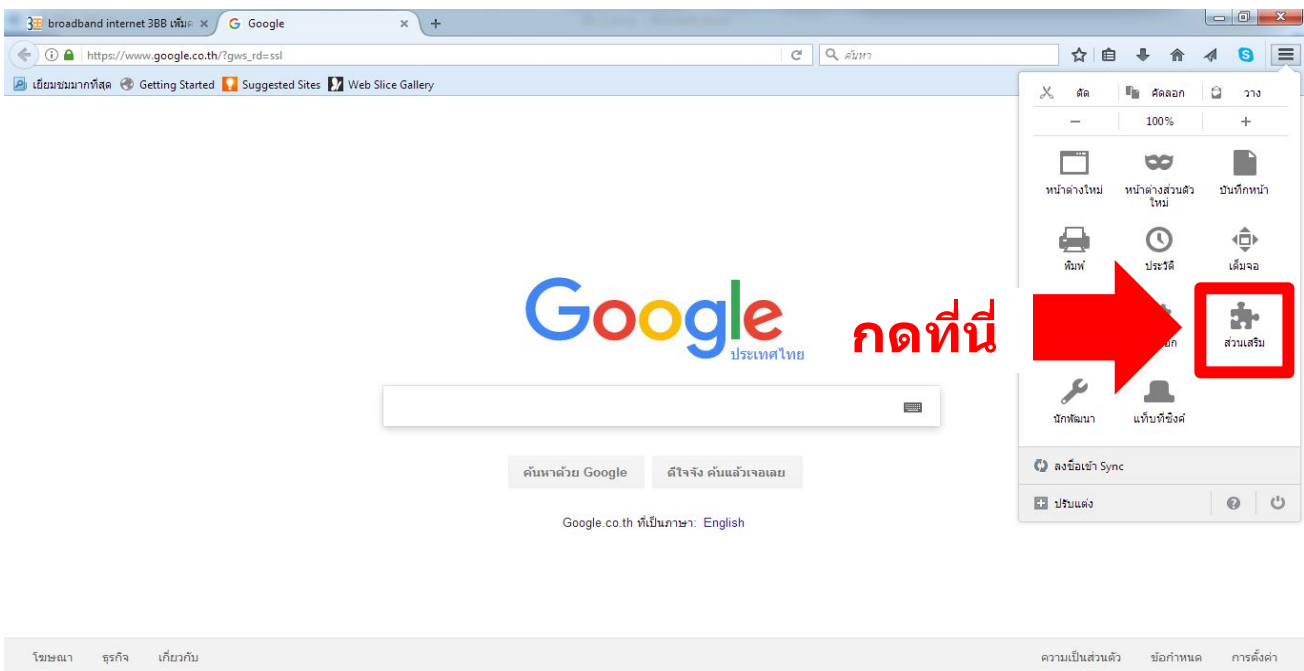 broadband internet 3BB เพิ่มค
Google
https://www.google.co.th/?gws_rd=ssl
ค้นหา
เยี่ยมชมมากที่สุด
Getting Started
Suggested Sites
Web Slice Gallery
ตัด
คัดลอก
วาง
100%
หน้าต่างใหม่
หน้าต่างส่วนตัว
ใหม่
บันทึกหน้า
พิมพ์
ประวัติ
เต็มจอ
Google
ประเทศไทย
กดที่นี่
ส่วนเสริม
นักพัฒนา
แท็บที่ซิงค์
ค้นหาด้วย Google
ดีใจจัง ค้นแล้วเจอเลย
ลงชื่อเข้า Sync
ปรับแต่ง
Google.co.th ที่เป็นภาษา: English
โฆษณา
ธุรกิจ
เกี่ยวกับ
ความเป็นส่วนตัว
ข้อกำหนด
การตั้งค่า